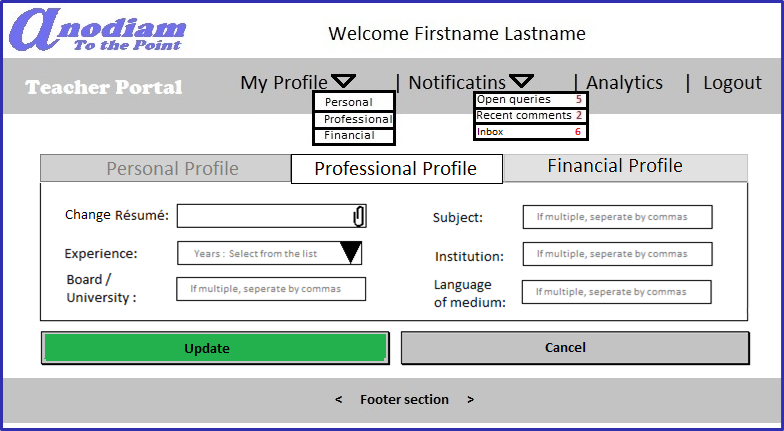 anodiam
To the Point
Welcome Firstname Lastname
Teacher Portal
My Profile | Notificatins | Analytics | Logout
Personal
Professional
Financial
Open queries 5
Recent comments 2
Inbox 6
Personal Profile
Professional Profile
Financial Profile
Change Résumé:
Subject: If multiple, seperate by commas
Experience: Years : Select from the list
Institution: If multiple, seperate by commas
Board /
University : If multiple, seperate by commas
Language
of medium: If multiple, seperate by commas
Update
Cancel
< Footer section >